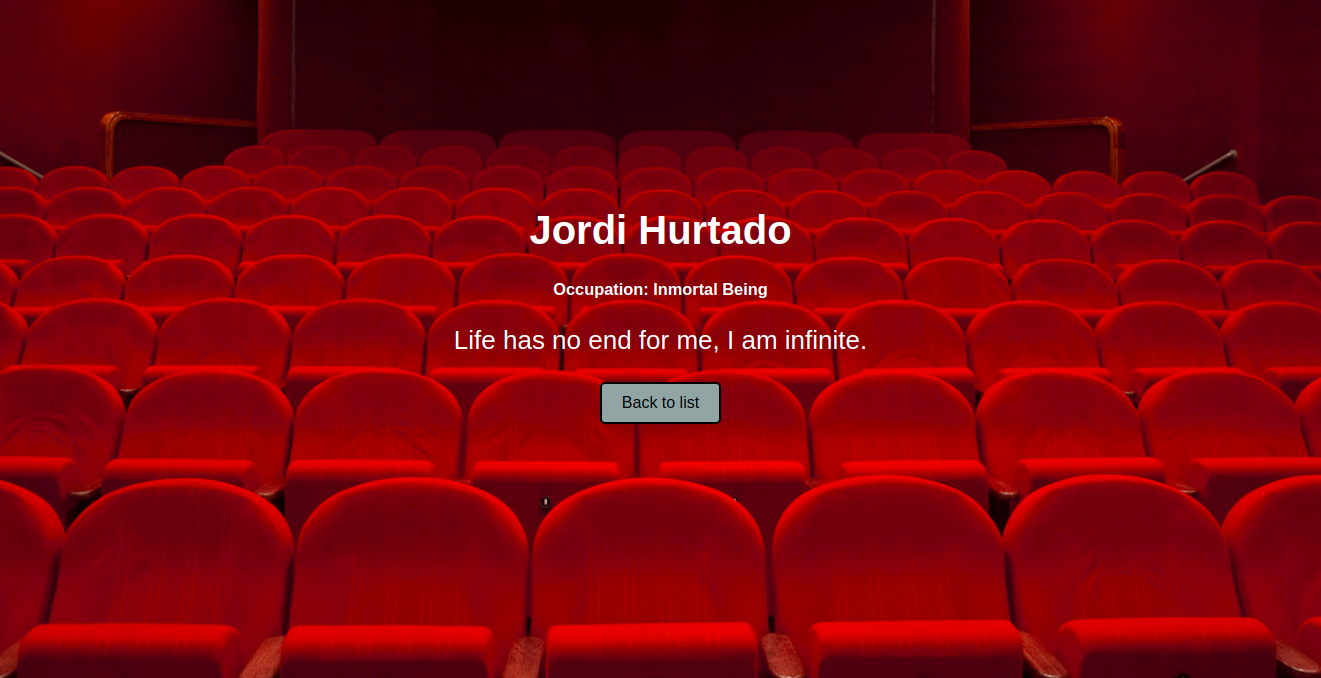 Jordi Hurtado
Occupation: Inmortal Being
Life has no end for me, I am infinite.
Back to list